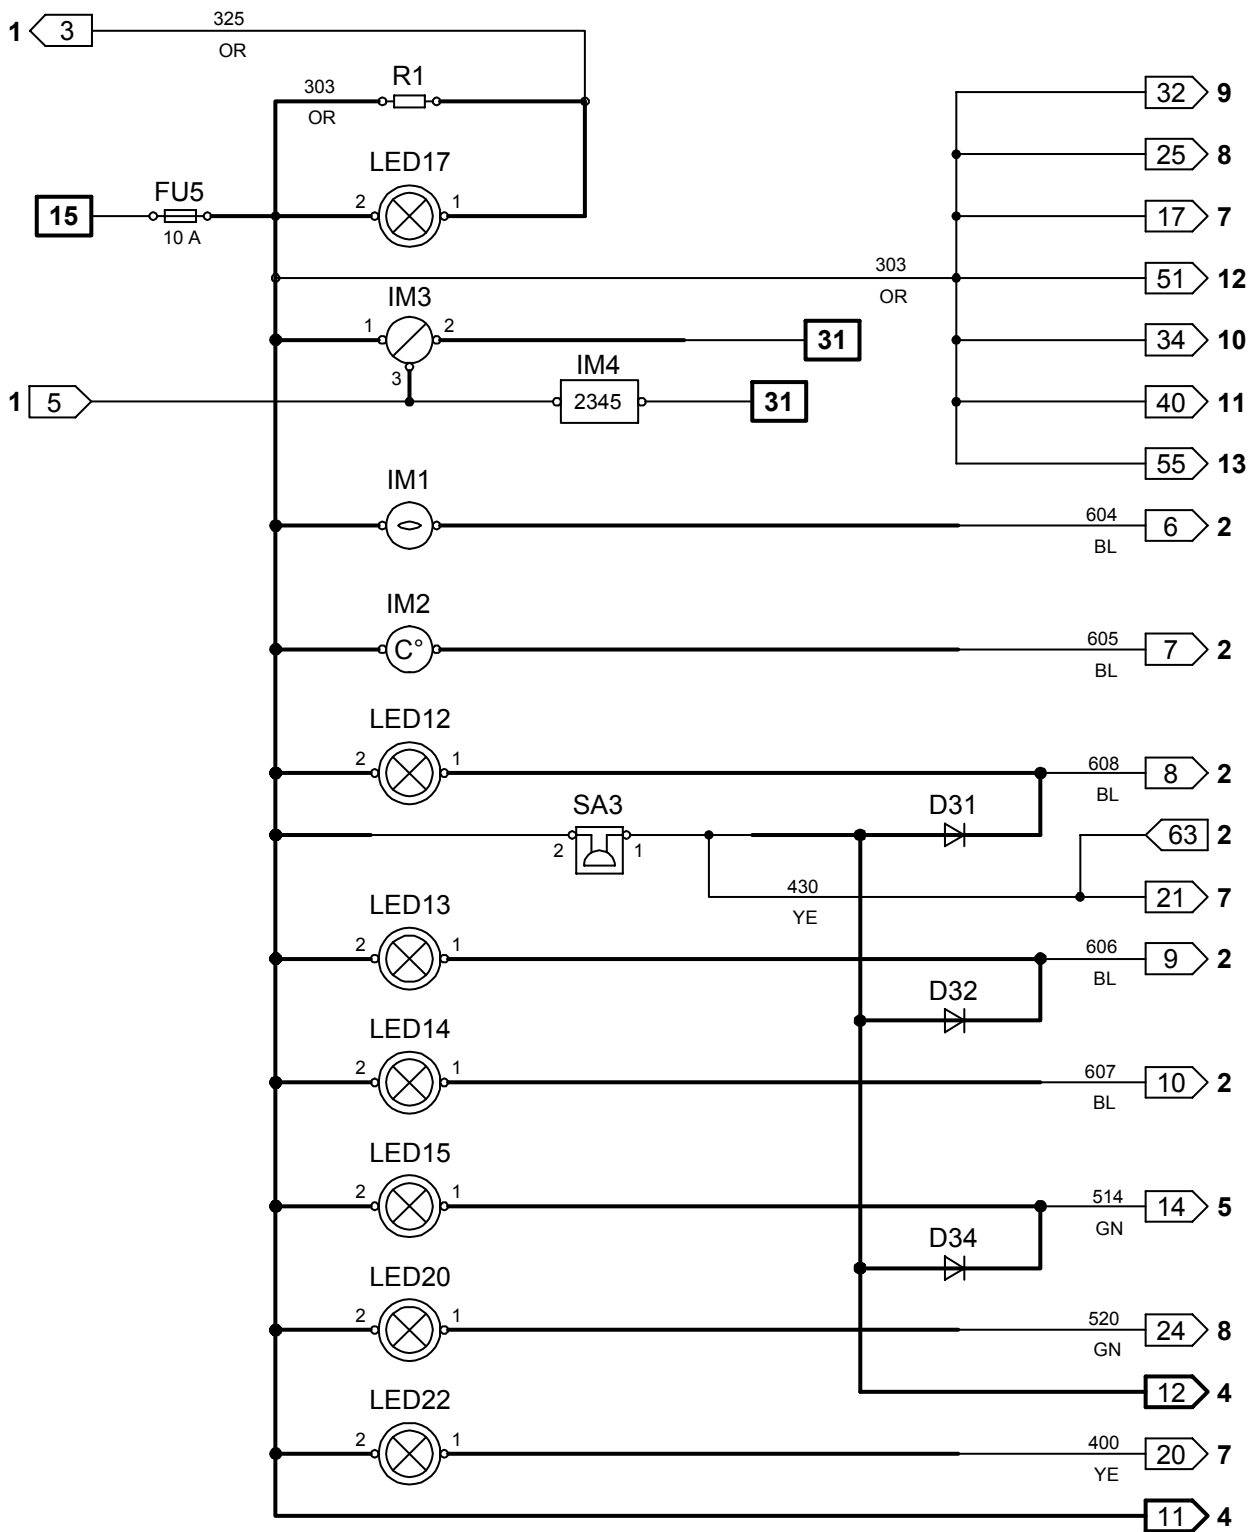 1 3 325
OR
303 R1
OR
32 9
LED17
25 8
15 FU5 2 1
10 A
17 7
303
OR
51 12
IM3
1 2 31
34 10
3
IM4
1 5 2345 31
40 11
55 13
IM1
604 6 2
BL
IM2
C° 605 7 2
BL
LED12
2 1 608 8 2
BL
SA3 D31
2 1 63 2
430 21 7
YE
LED13
2 1 606 9 2
BL
D32
LED14
2 1 607 10 2
BL
LED15
2 1 514 14 5
GN
D34
LED20
2 1 520 24 8
GN
12 4
LED22
2 1 400 20 7
YE
11 4